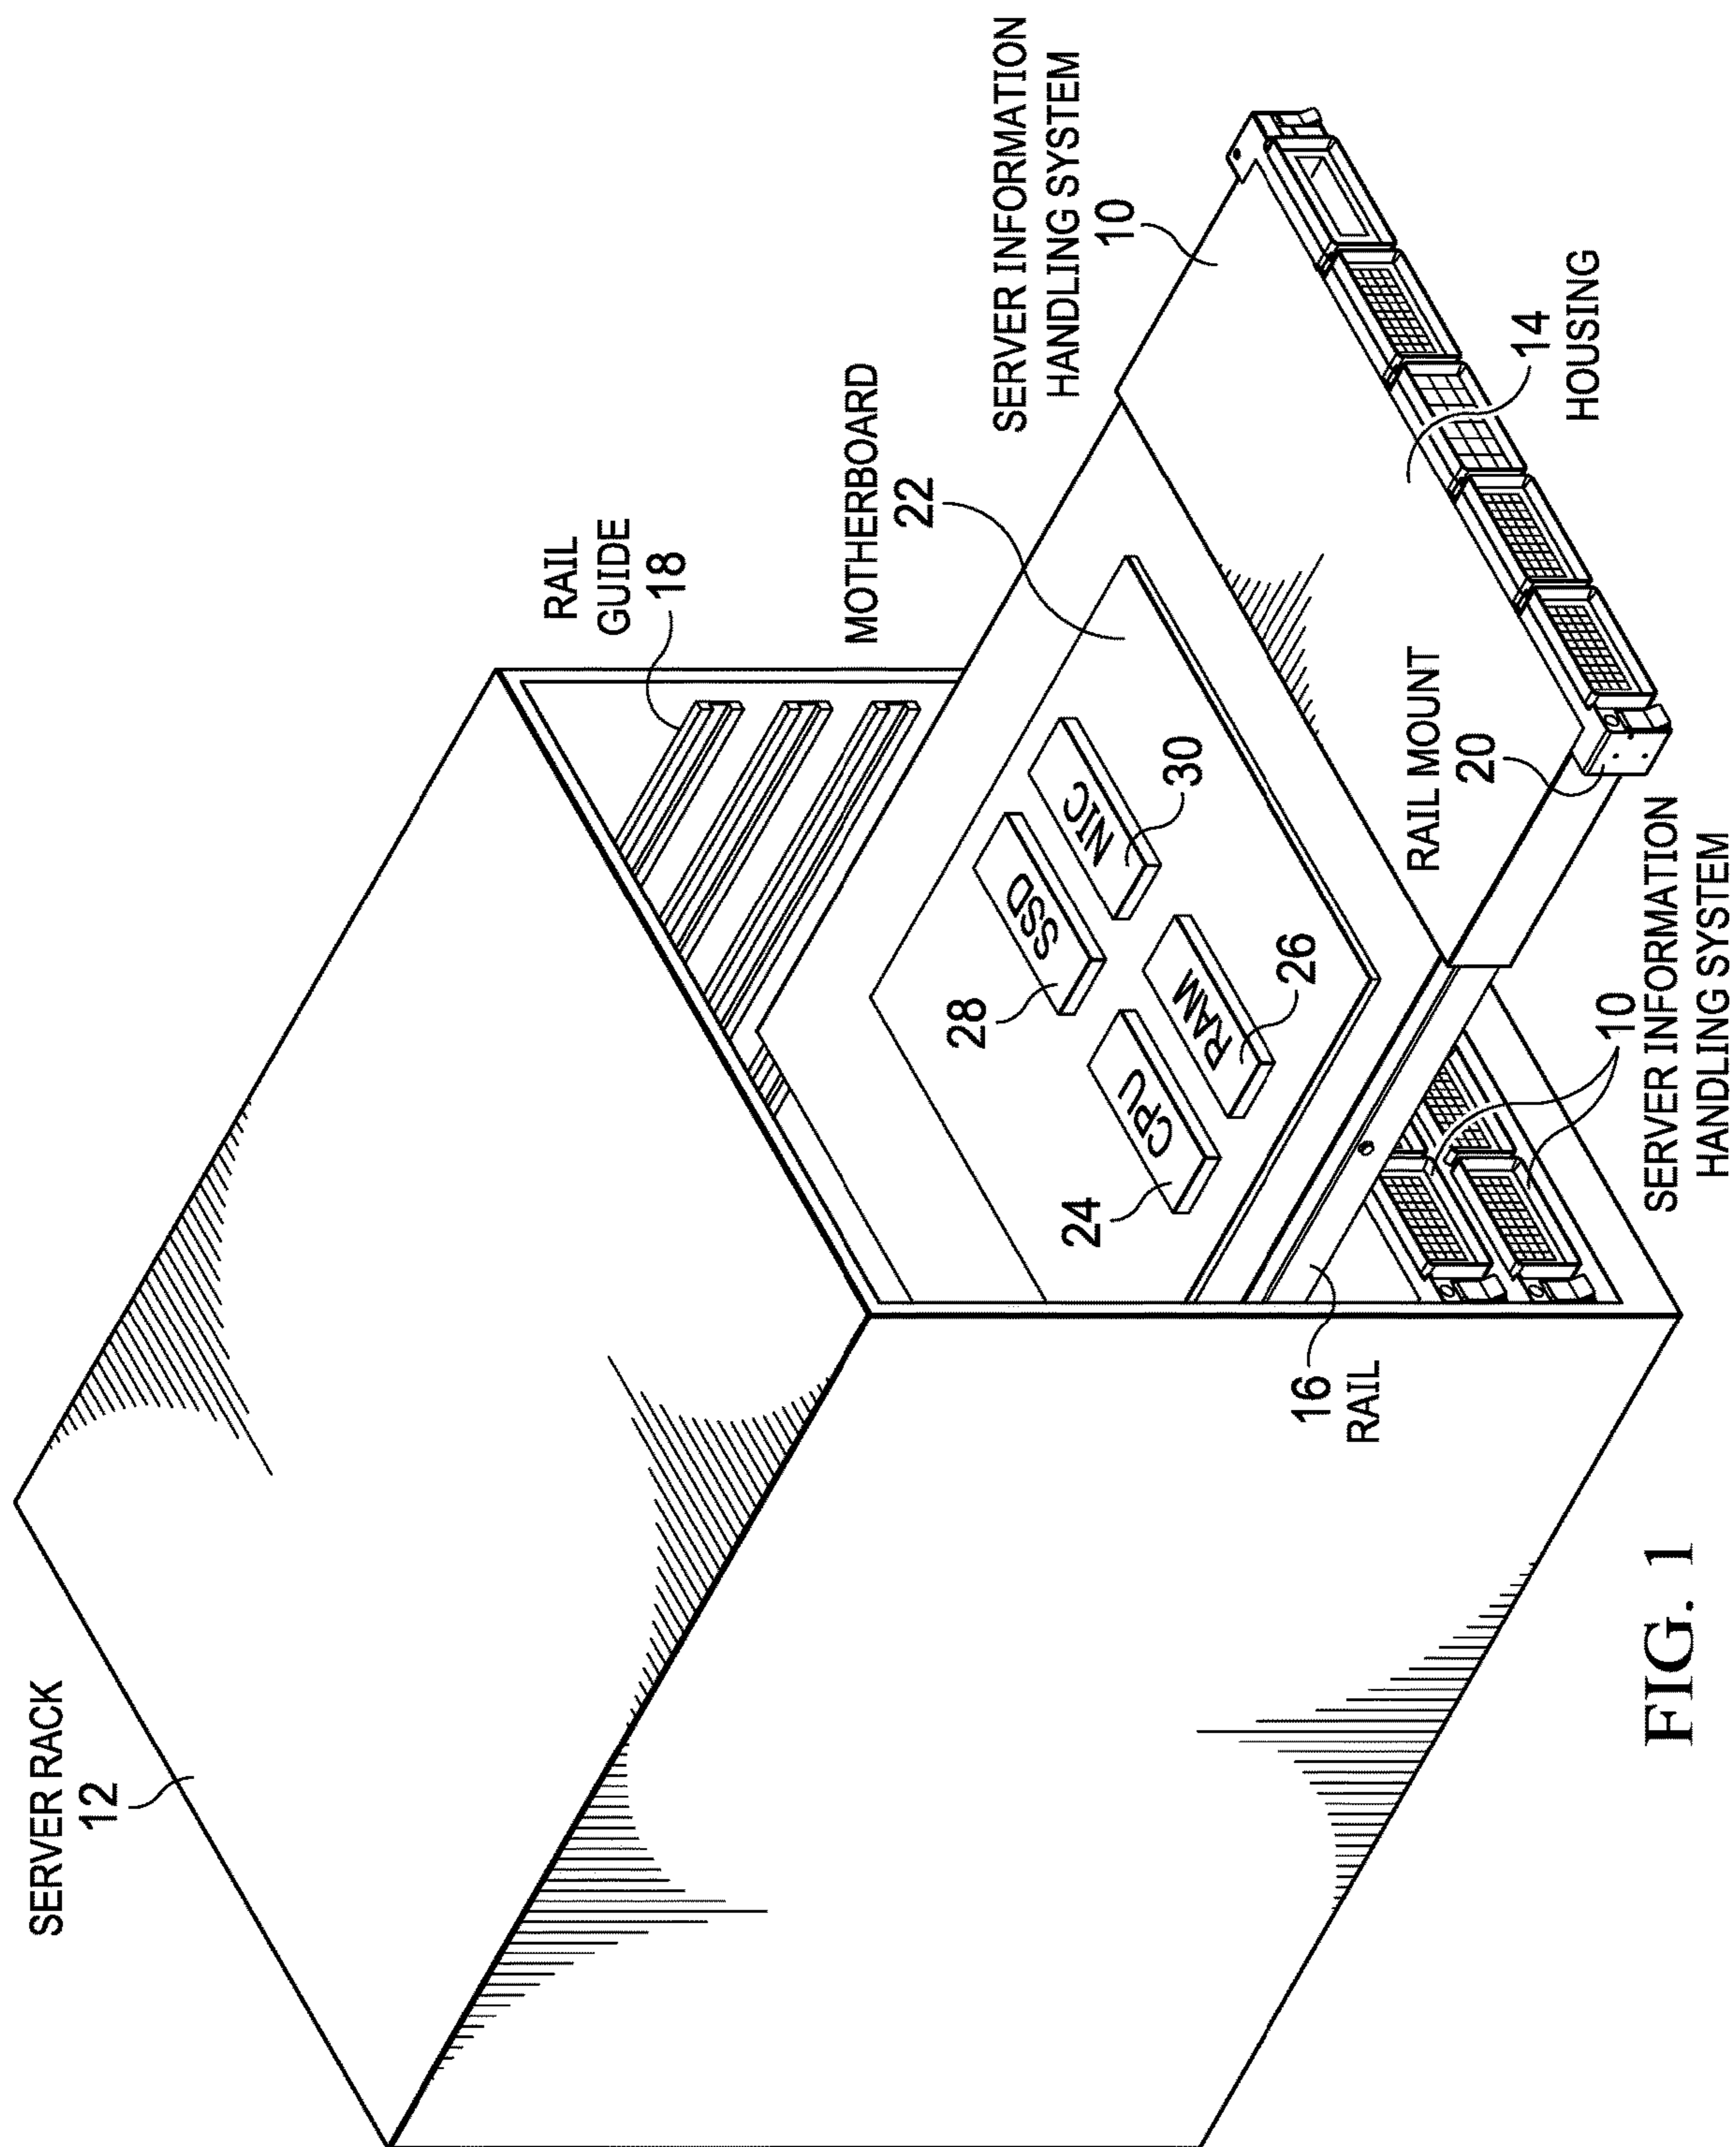 SERVER RACK
12
RAIL
GUIDE
18
MOTHERBOARD
22
SERVER INFORMATION
HANDLING SYSTEM
10
28
SSD
NIC
30
24
CPU
RAM
26
14
HOUSING
RAIL MOUNT
20
16
RAIL
10
SERVER INFORMATION
HANDLING SYSTEM
FIG. 1